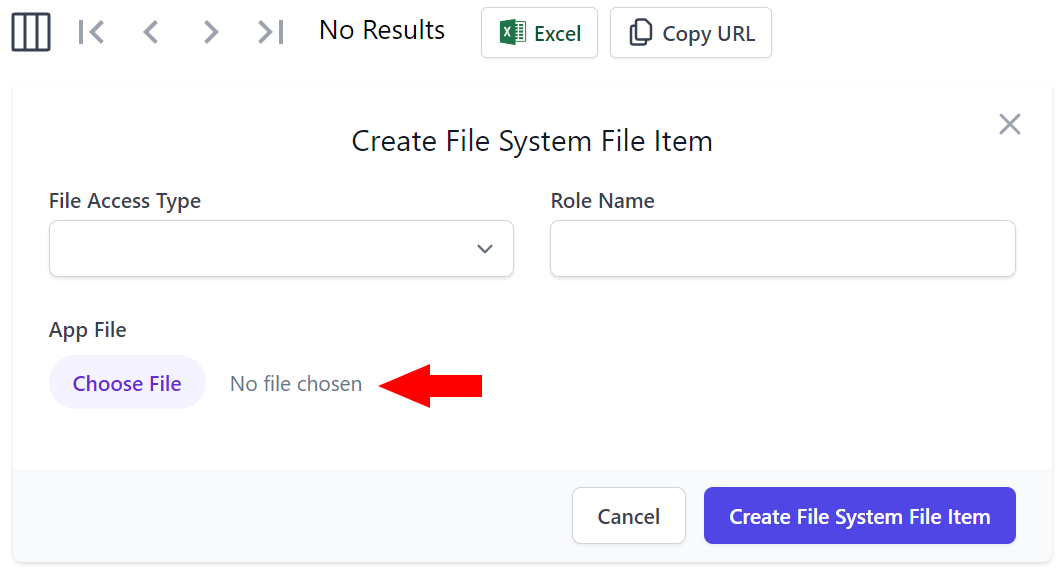 No Results
Excel
Copy URL
Create File System File Item
File Access Type
Role Name
App File
Choose File
No file chosen
Cancel
Create File System File Item